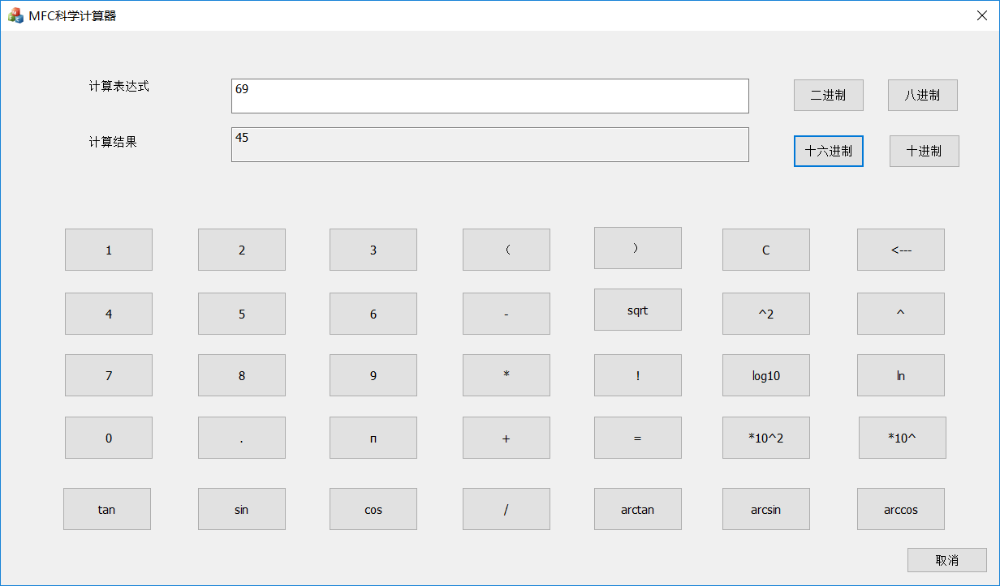 MFC科学计算器
计算表达式 69 二进制 八进制
计算结果 45 十六进制 十进制
1 2 3 （ ） C <---
4 5 6 - sqrt ^2 ^
7 8 9 * ! log10 ln
0 . п + = *10^2 *10^
tan sin cos / arctan arcsin arccos
取消